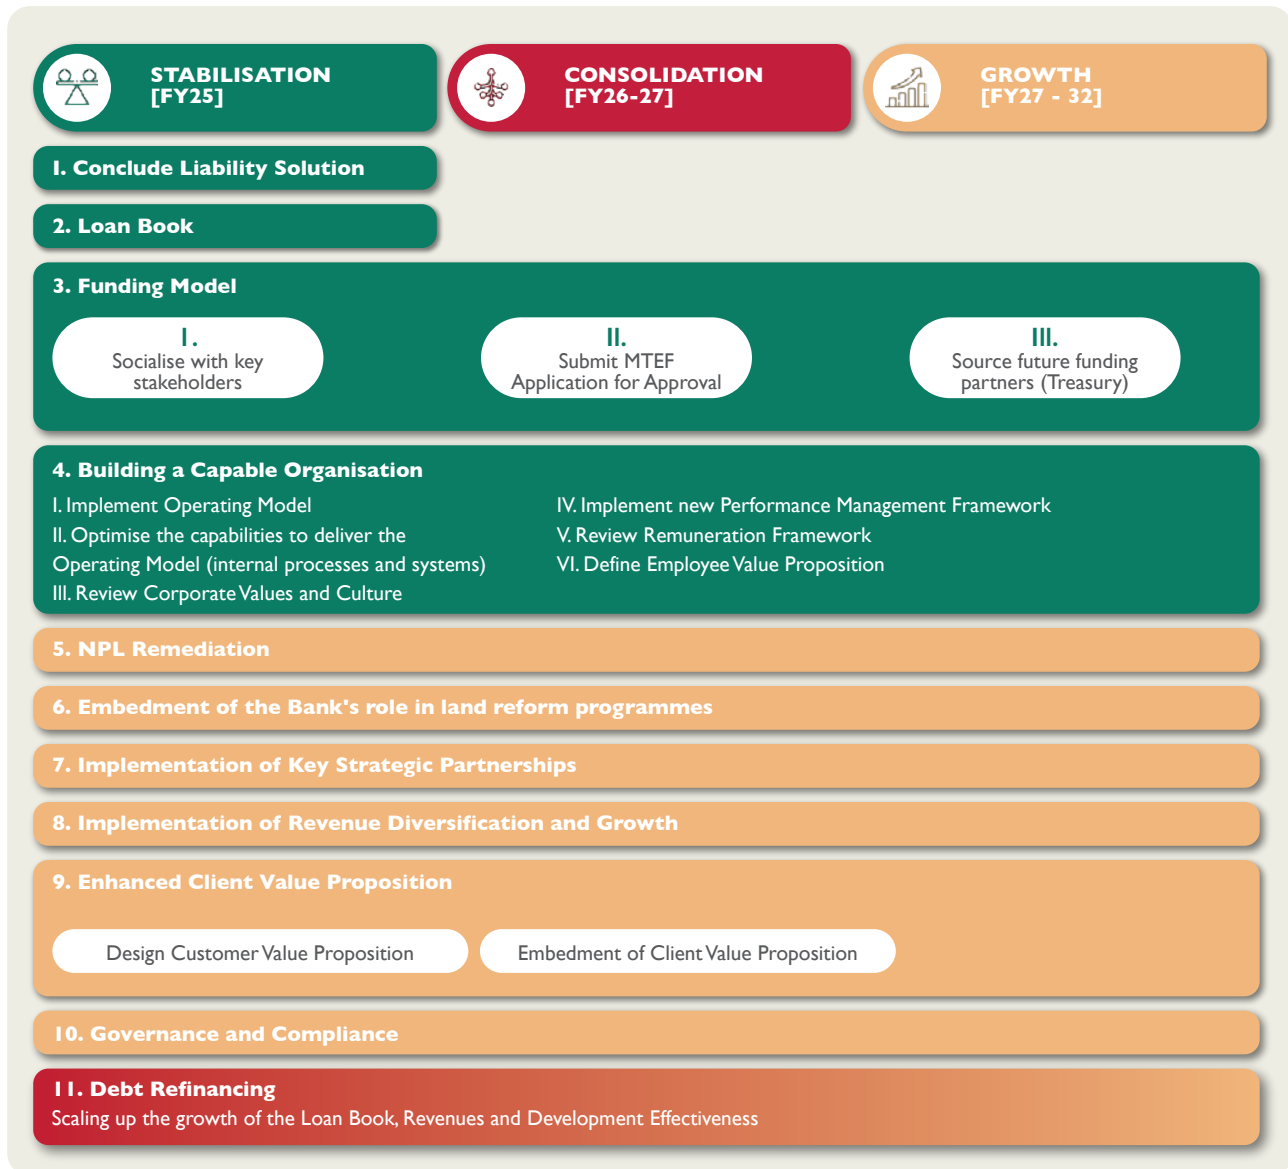 STABILISATION
[FY25]
CONSOLIDATION
[FY26-27]
GROWTH
[FY27 - 32]
1. Conclude Liability Solution
2. Loan Book
3. Funding Model
I.
Socialise with key
stakeholders
II.
Submit MTEF
Application for Approval
III.
Source future funding
partners (Treasury)
4. Building a Capable Organisation
I. Implement Operating Model
II. Optimise the capabilities to deliver the
Operating Model (internal processes and systems)
III. Review Corporate Values and Culture
IV. Implement new Performance Management Framework
V. Review Remuneration Framework
VI. Define Employee Value Proposition
5. NPL Remediation
6. Embedment of the Bank's role in land reform programmes
7. Implementation of Key Strategic Partnerships
8. Implementation of Revenue Diversification and Growth
9. Enhanced Client Value Proposition
Design Customer Value Proposition
Embedment of Client Value Proposition
10. Governance and Compliance
11. Debt Refinancing
Scaling up the growth of the Loan Book, Revenues and Development Effectiveness